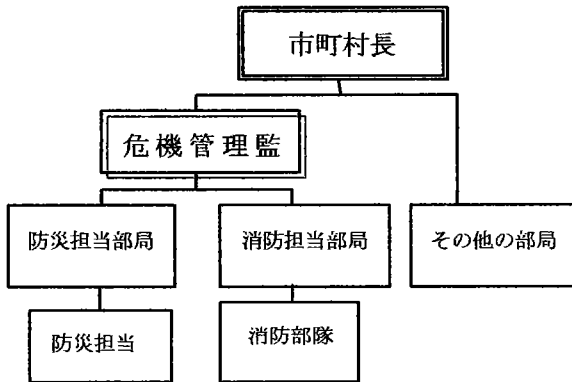 市町村長
危機管理監
防災担当部局
消防担当部局
その他の部局
防災担当
消防部隊